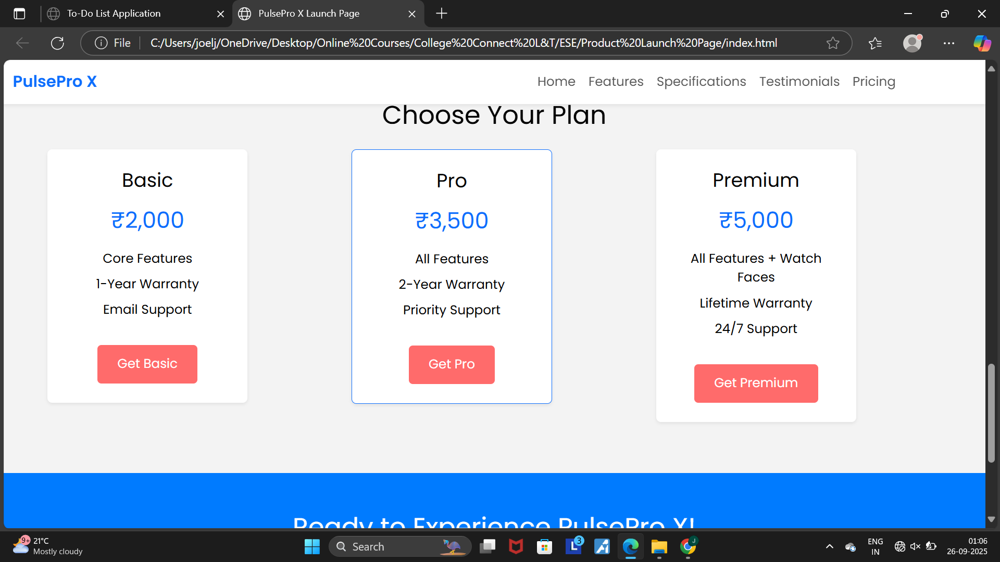 To-Do List Application
PulsePro X Launch Page
File
C:/Users/joelj/OneDrive/Desktop/Online%20Courses/College%20Connect%20L&T/ESE/Product%20Launch%20Page/index.html
PulsePro X
Home Features Specifications Testimonials Pricing
Choose Your Plan
Basic
₹2,000
Core Features
1-Year Warranty
Email Support
Get Basic
Pro
₹3,500
All Features
2-Year Warranty
Priority Support
Get Pro
Premium
₹5,000
All Features + Watch
Faces
Lifetime Warranty
24/7 Support
Get Premium
Ready to Experience PulsePro X!
9+
21°C
Mostly cloudy
Search
L
3
J
ENG
IN
01:06
26-09-2025